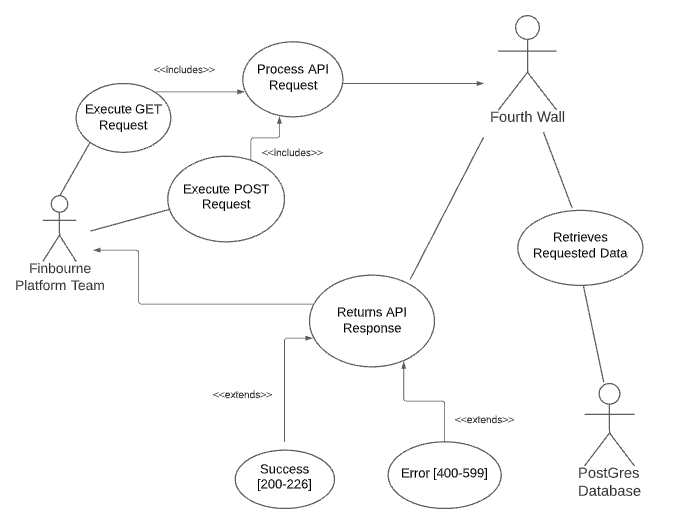 <<includes>>
Process API
Request
Execute GET
Request
Fourth Wall
<<includes>>
Execute POST
Request
Finbourne
Platform Team
Retrieves
Requested Data
Returns API
Response
<<extends>>
<<extends>>
Success
[200-226]
Error [400-599]
PostGres
Database